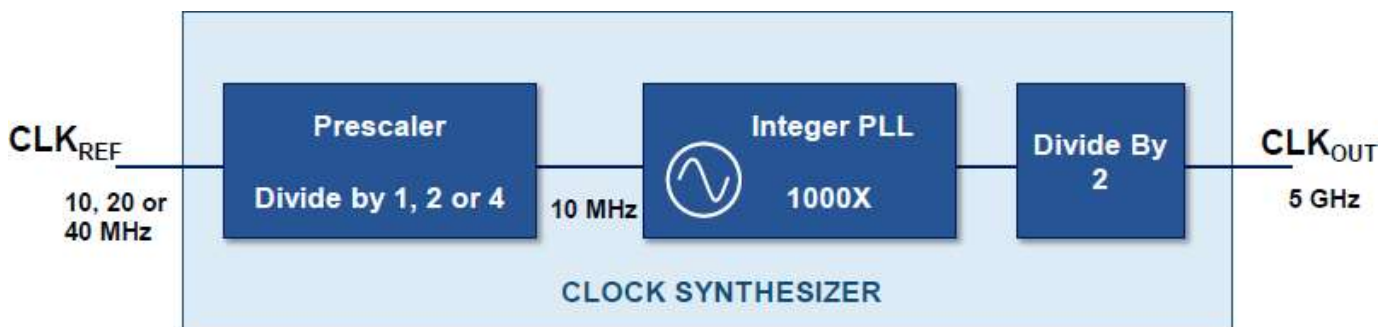 CLKREF
10, 20 or
40 MHz
Prescaler
Divide by 1, 2 or 4
10 MHz
Integer PLL
1000X
Divide By
2
CLKOUT
5 GHz
CLOCK SYNTHESIZER